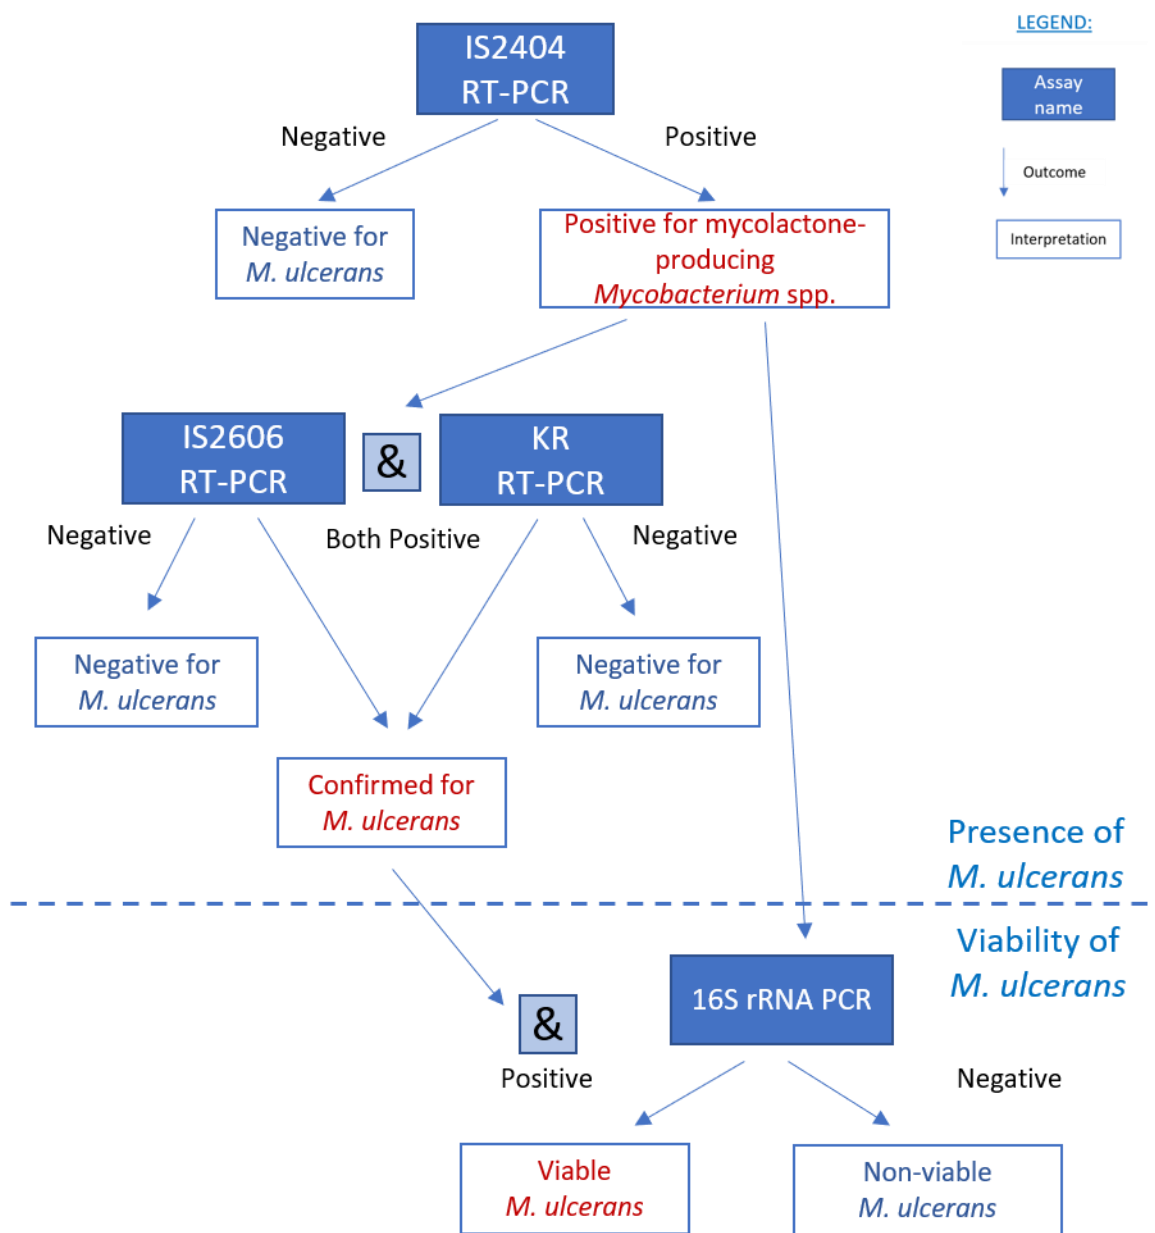 LEGEND:
IS2404
RT-PCR
Assay
name
Negative
Positive
Outcome
Negative for
M. ulcerans
Positive for mycolactone-
producing
Mycobacterium spp.
Interpretation
IS2606
RT-PCR
&
KR
RT-PCR
Negative
Both Positive
Negative
Negative for
M. ulcerans
Negative for
M. ulcerans
Confirmed for
M. ulcerans
Presence of
M. ulcerans
Viability of
M. ulcerans
&
16S rRNA PCR
Positive
Negative
Viable
M. ulcerans
Non-viable
M. ulcerans